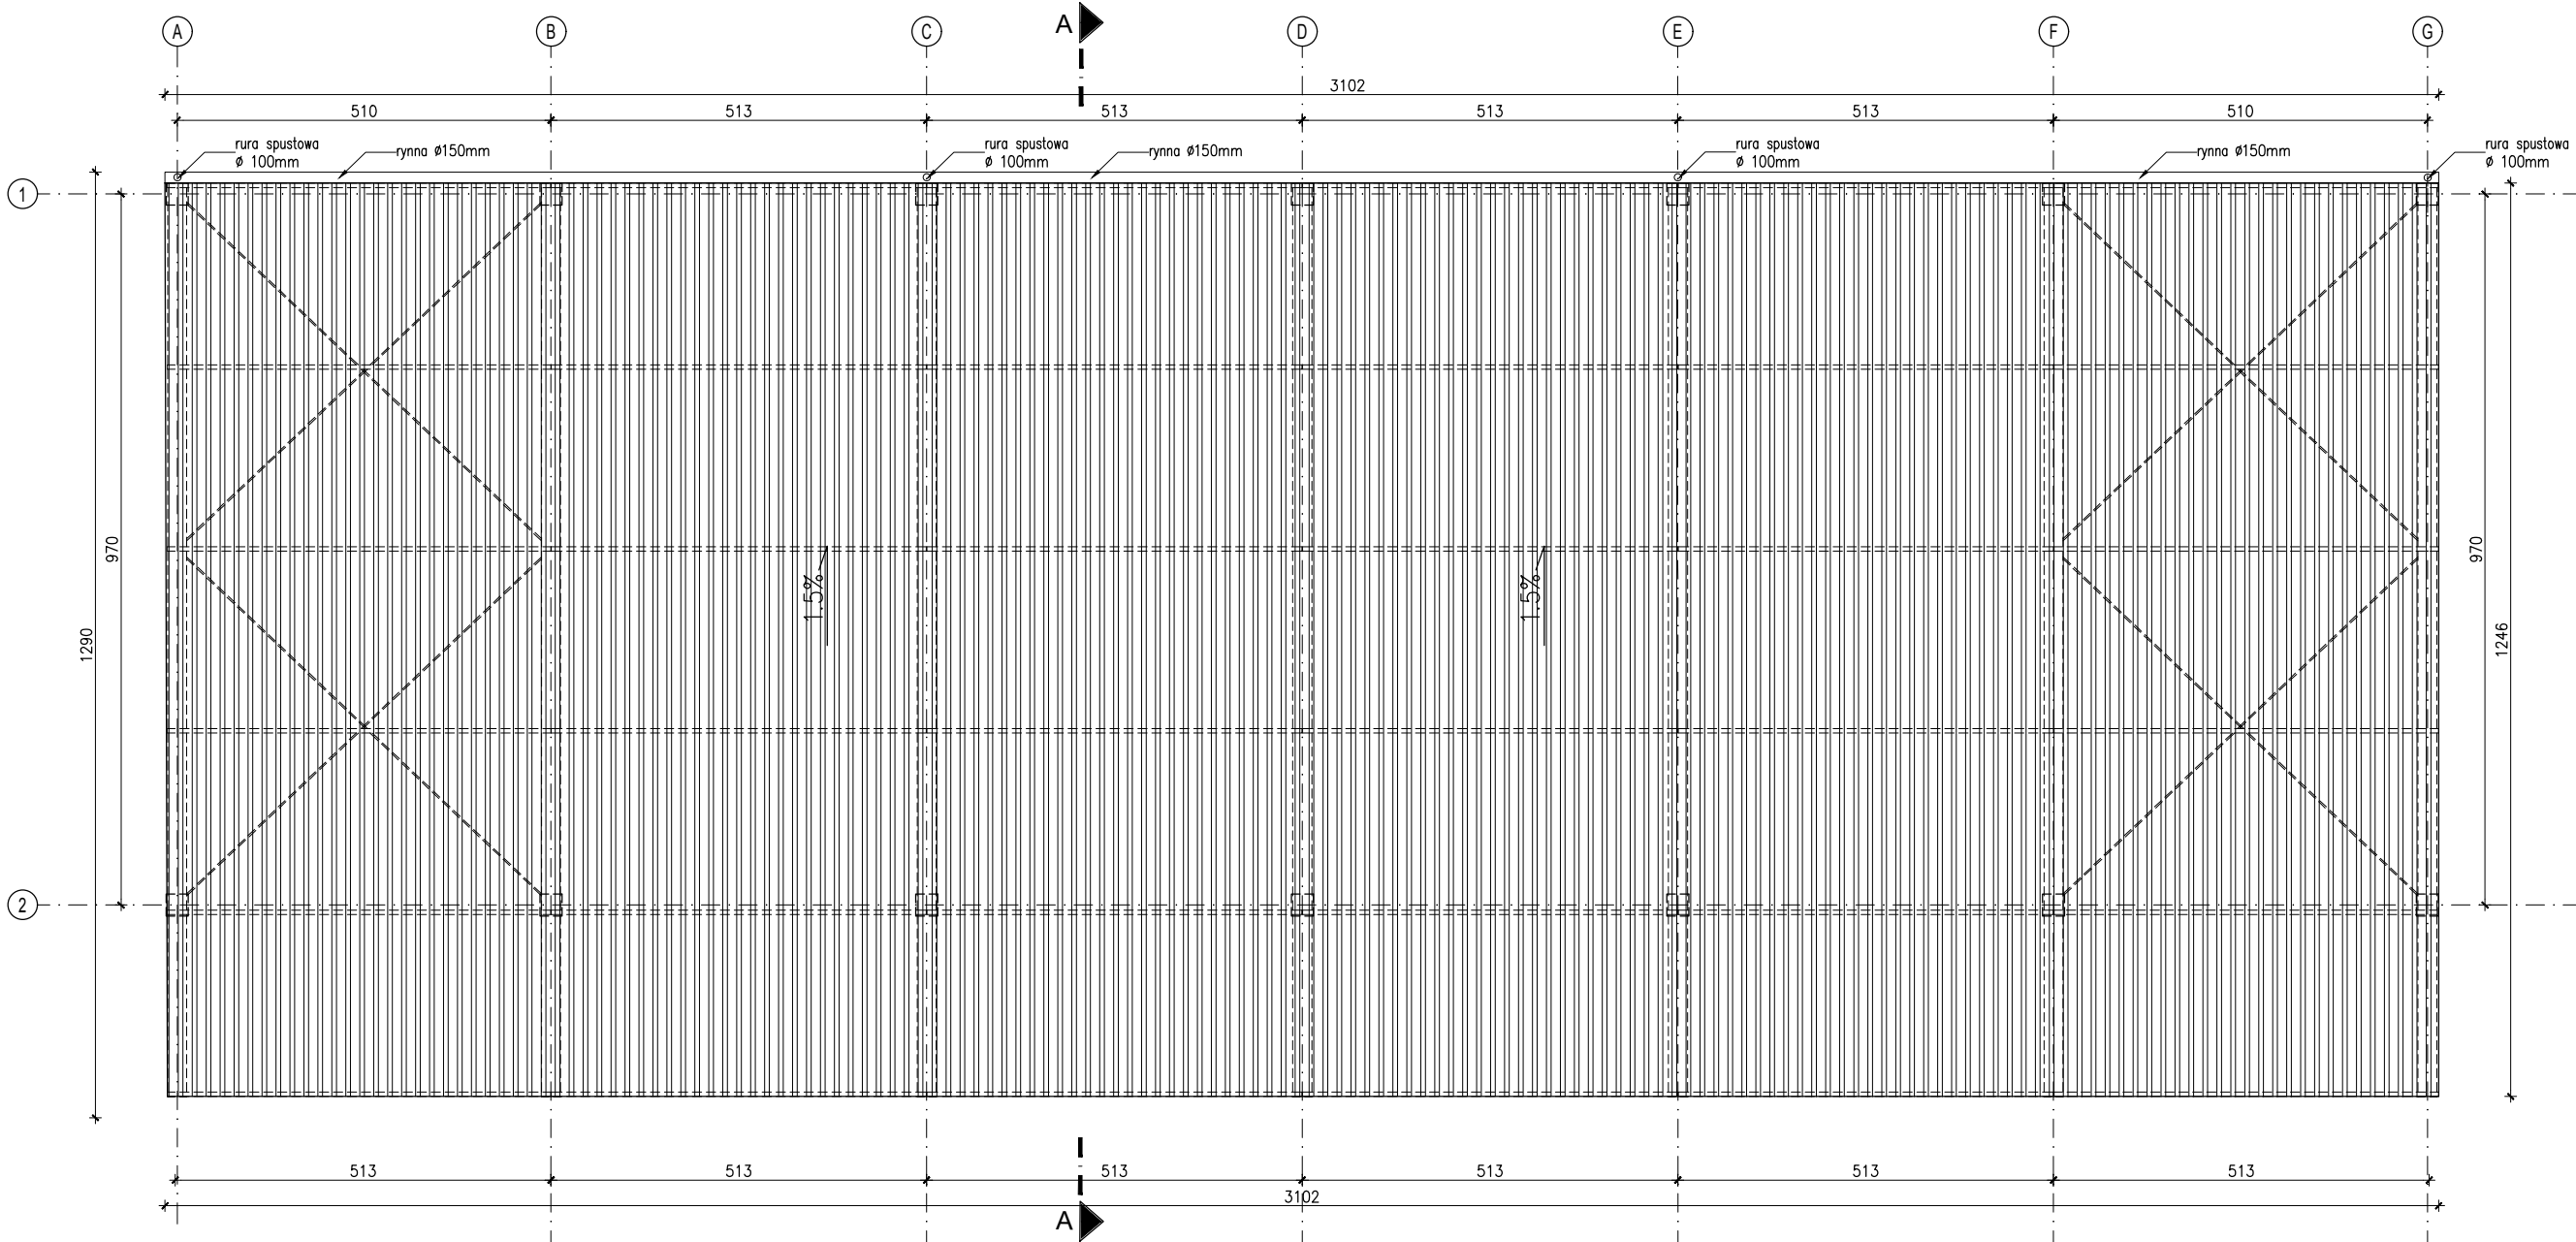 A B C A D E F G
3102
510 513 513 513 513 510
rura spustowa
ø 100mm
rynna ø150mm
rura spustowa
ø 100mm
rynna ø150mm
rura spustowa
ø 100mm
rynna ø150mm
rura spustowa
ø 100mm
1
970
1290
1.5%
1.5%
970
1246
2
513 513 513 513 513 513
3102
A